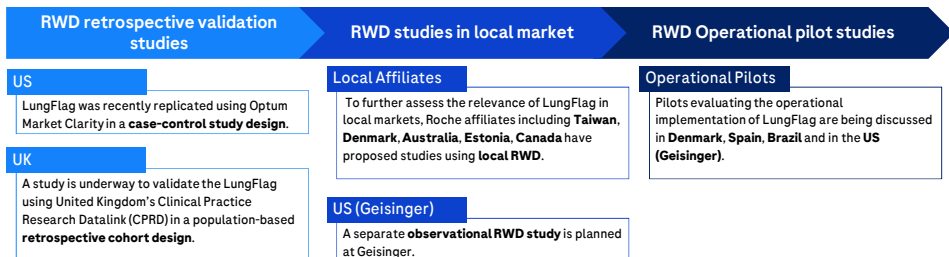 RWD retrospective validation
studies
RWD studies in local market
RWD Operational pilot studies
US
LungFlag was recently replicated using Optum
Market Clarity in a case-control study design.
UK
A study is underway to validate the LungFlag
using United Kingdom's Clinical Practice
Research Datalink (CPRD) in a population-based
retrospective cohort design.
Local Affiliates
To further assess the relevance of LungFlag in
local markets, Roche affiliates including Taiwan,
Denmark, Australia, Estonia, Canada have
proposed studies using local RWD.
US (Geisinger)
A separate observational RWD study is planned
at Geisinger.
Operational Pilots
Pilots evaluating the operational
implementation of LungFlag are being discussed
in Denmark, Spain, Brazil and in the US
(Geisinger).